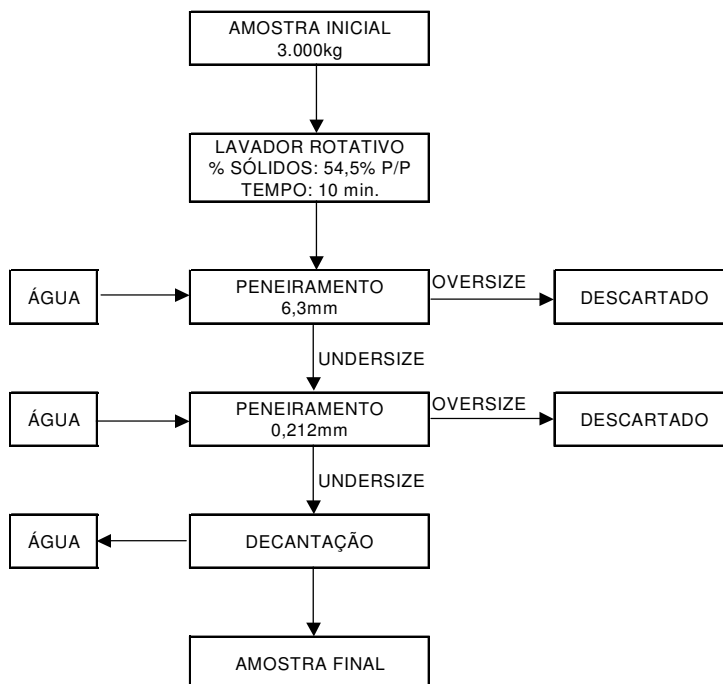 AMOSTRA INICIAL
3.000kg
LAVADOR ROTATIVO
% SÓLIDOS: 54,5% P/P
TEMPO: 10 min.
ÁGUA
PENEIRAMENTO
6,3mm
OVERSIZE
DESCARTADO
UNDERSIZE
ÁGUA
PENEIRAMENTO
0,212mm
OVERSIZE
DESCARTADO
UNDERSIZE
ÁGUA
DECANTAÇÃO
AMOSTRA FINAL